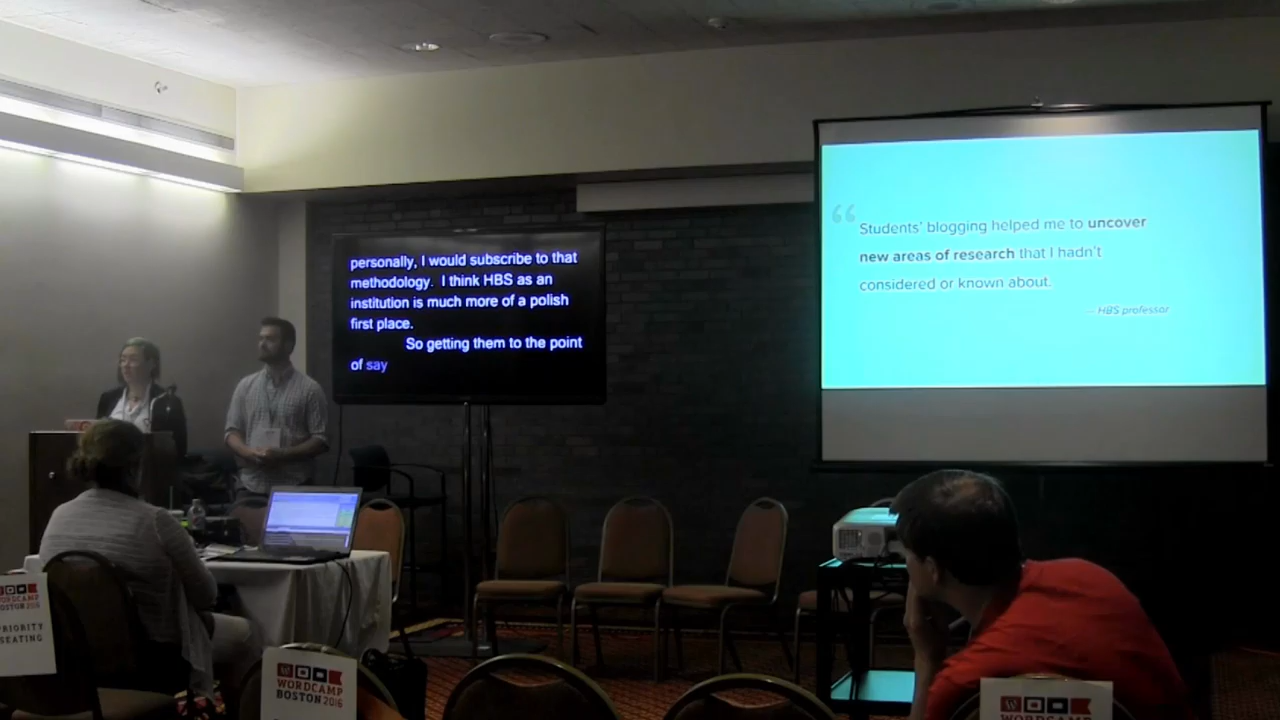 personally, I would subscribe to that
methodology.  I think HBS as an
institution is much more of a polish
first place.
So getting them to the point
of say
“
Students' blogging helped me to uncover
new areas of research that I hadn't
considered or known about.
– HBS professor
WORDCAMP
BOSTON 2016
PRIORITY
SEATING
W
WORDCAMP
BOSTON 2016
W
WORDCAMP